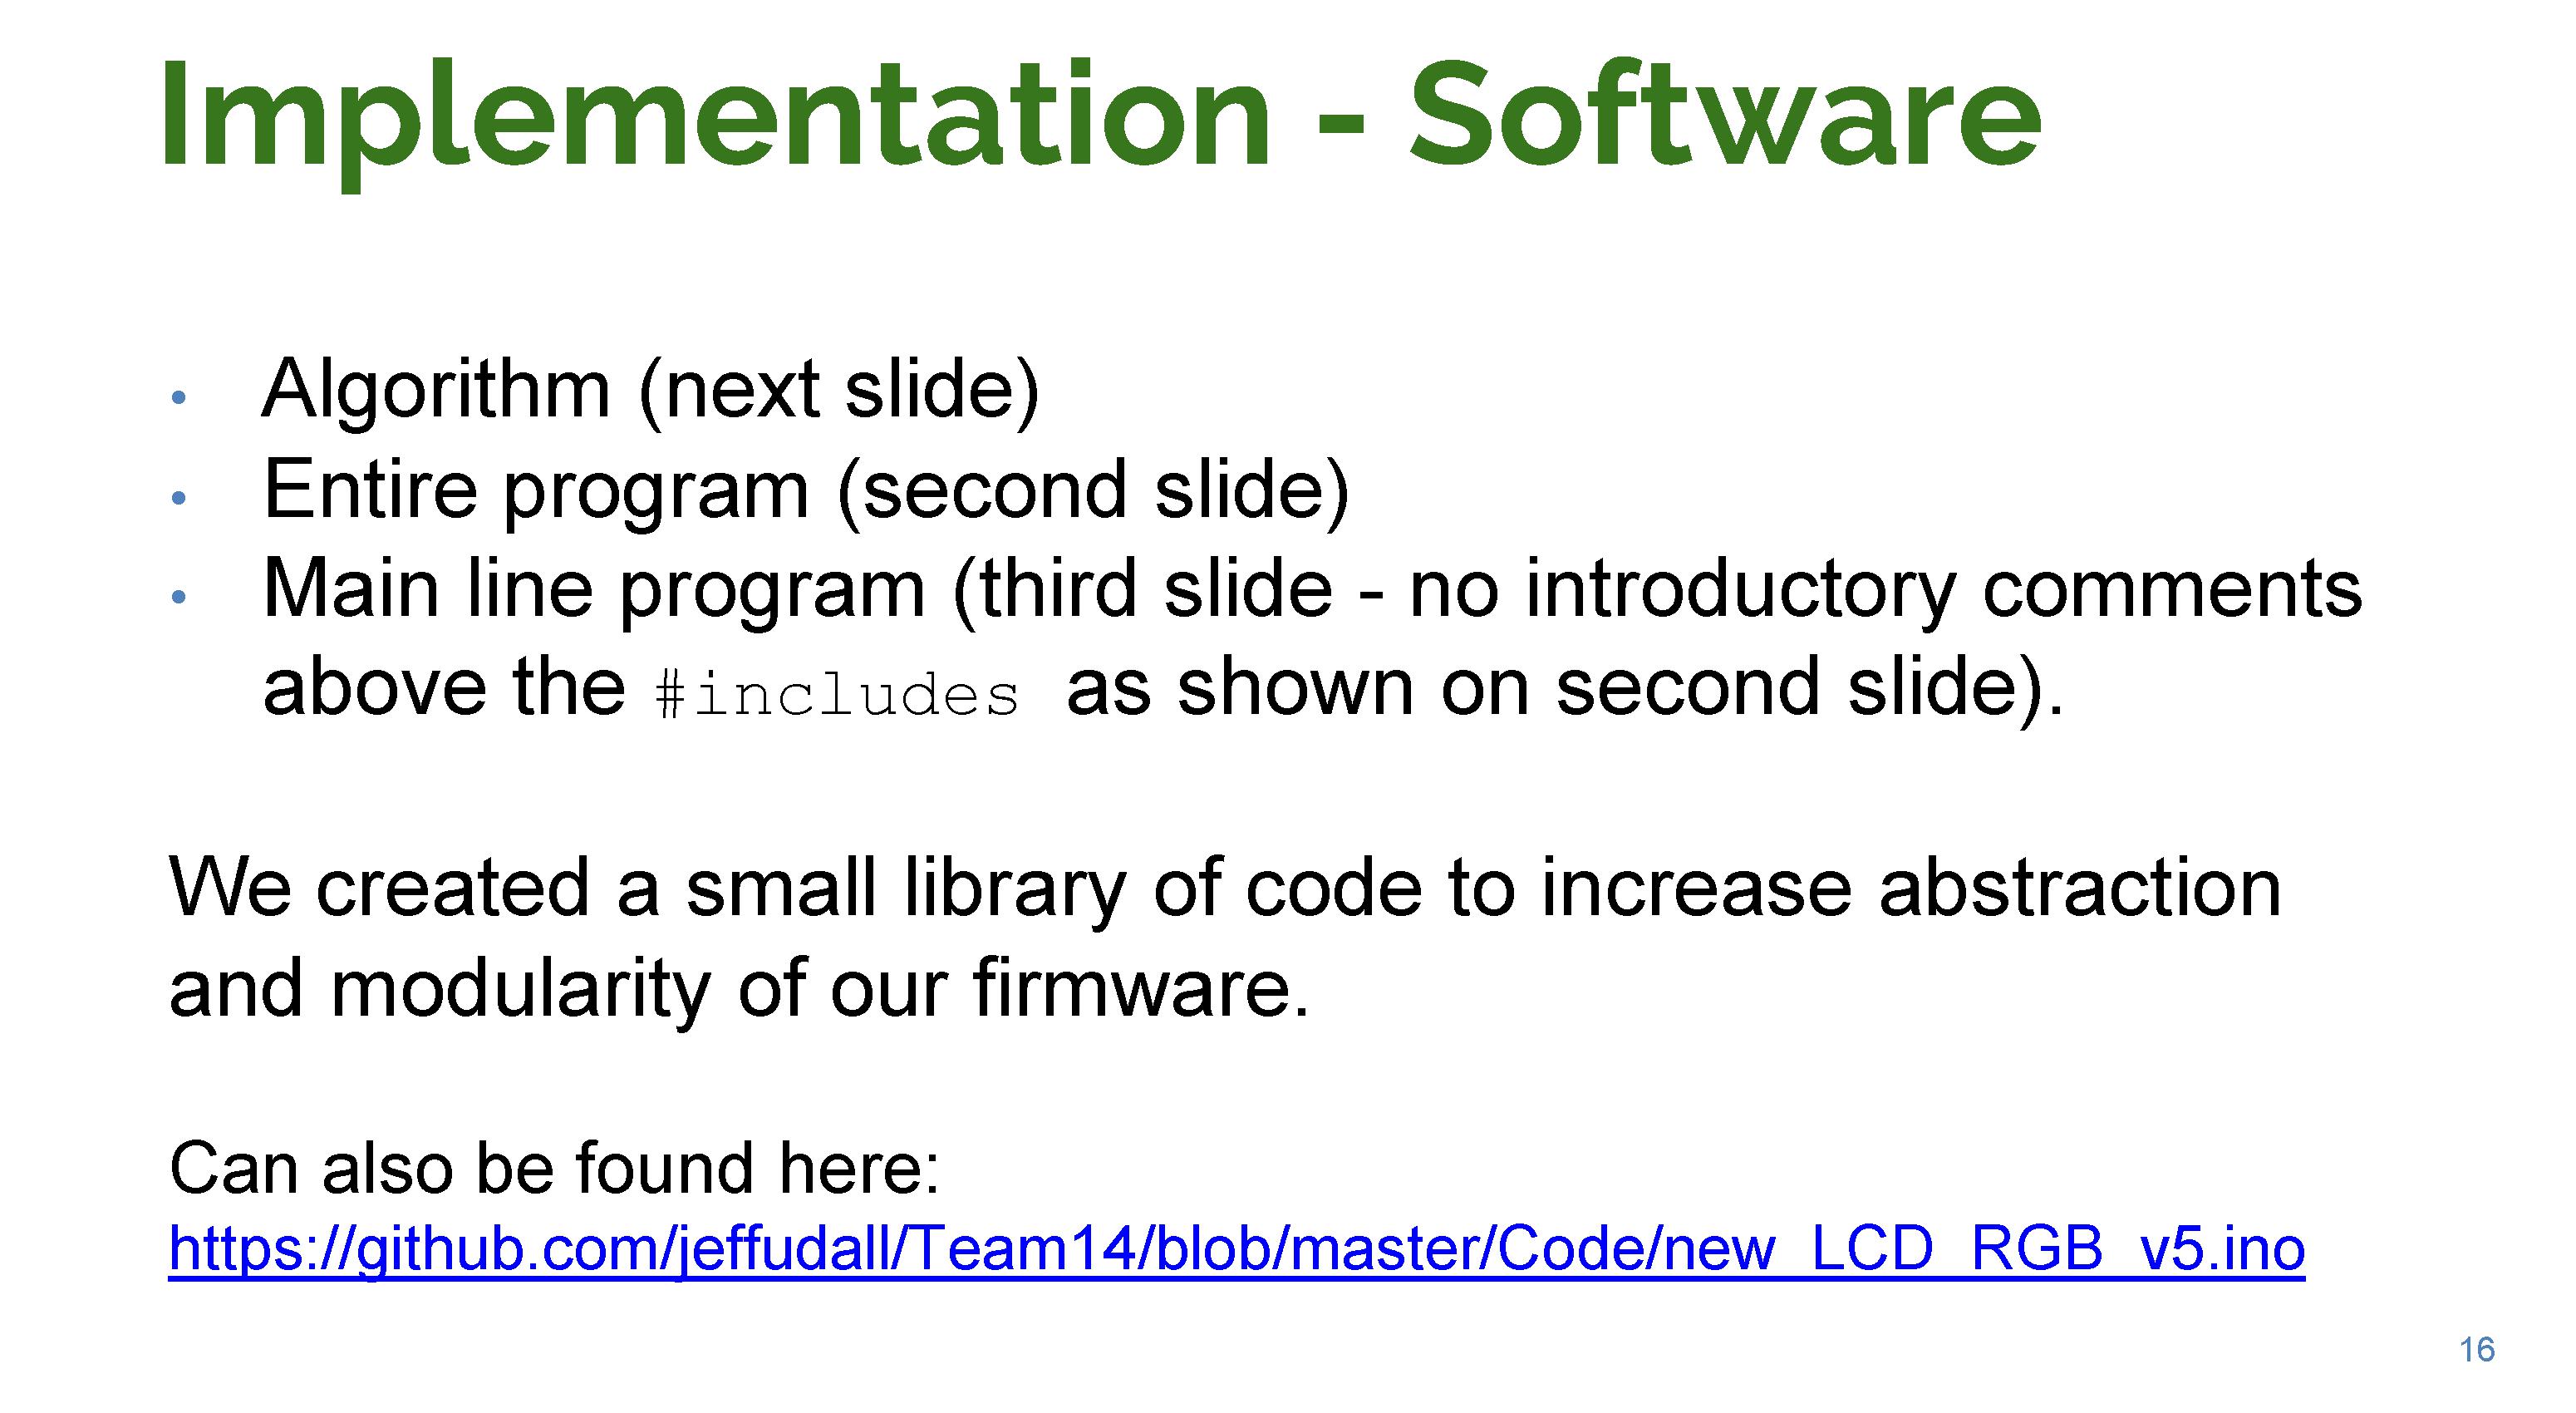 Implementation - Software
• Algorithm (next slide)
• Entire program (second slide)
• Main line program (third slide - no introductory comments
above the #includes as shown on second slide).
We created a small library of code to increase abstraction
and modularity of our firmware.
Can also be found here:
https://github.com/jeffudall/Team14/blob/master/Code/new_LCD_RGB_v5.ino
16